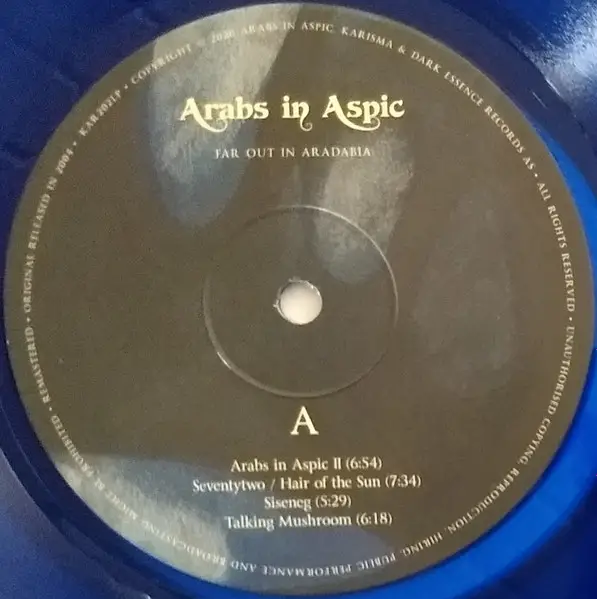 Arabs in Aspic
FAR OUT IN ARADABIA
A
Arabs in Aspic II (6:54)
Seventytwo / Hair of the Sun (7:34)
Siseneg (5:29)
Talking Mushroom (6:18)
REMASTERED • ORIGINAL RELEASED IN 2004 • KAR202LP • COPYRIGHT © 2020 ARABS IN ASPIC, KARISMA & DARK ESSENCE RECORDS AS • ALL RIGHTS RESERVED • UNAUTHORISED COPYING, REPRODUCTION, HIRING, PUBLIC PERFORMANCE AND BROADCASTING MUSIC BE PROHIBITED •